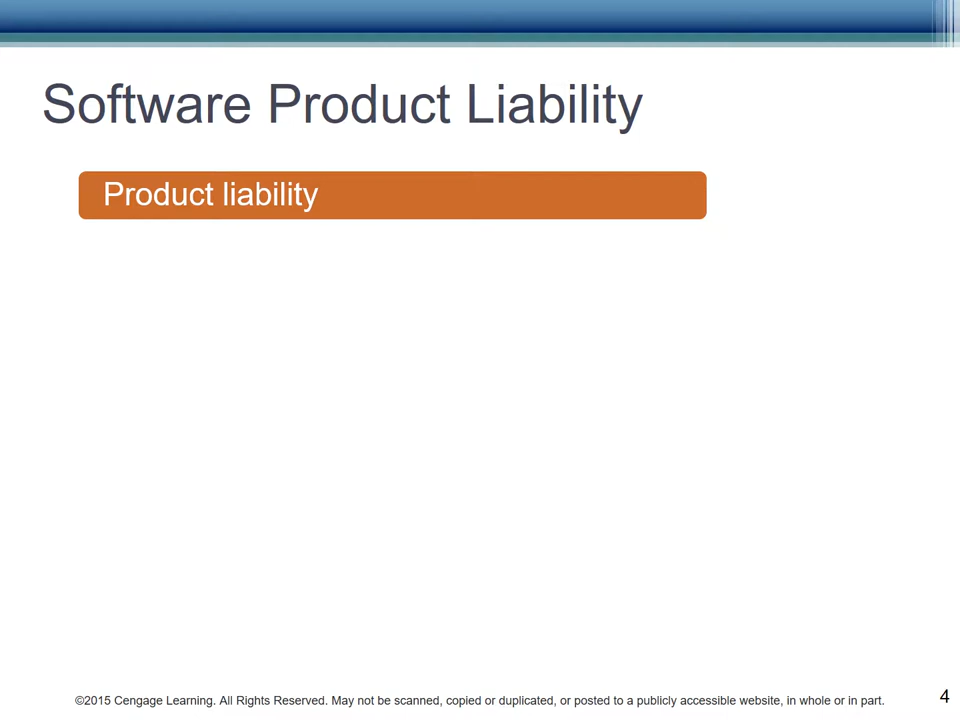 Software Product Liability
Product liability
©2015 Cengage Learning. All Rights Reserved. May not be scanned, copied or duplicated, or posted to a publicly accessible website, in whole or in part.
4